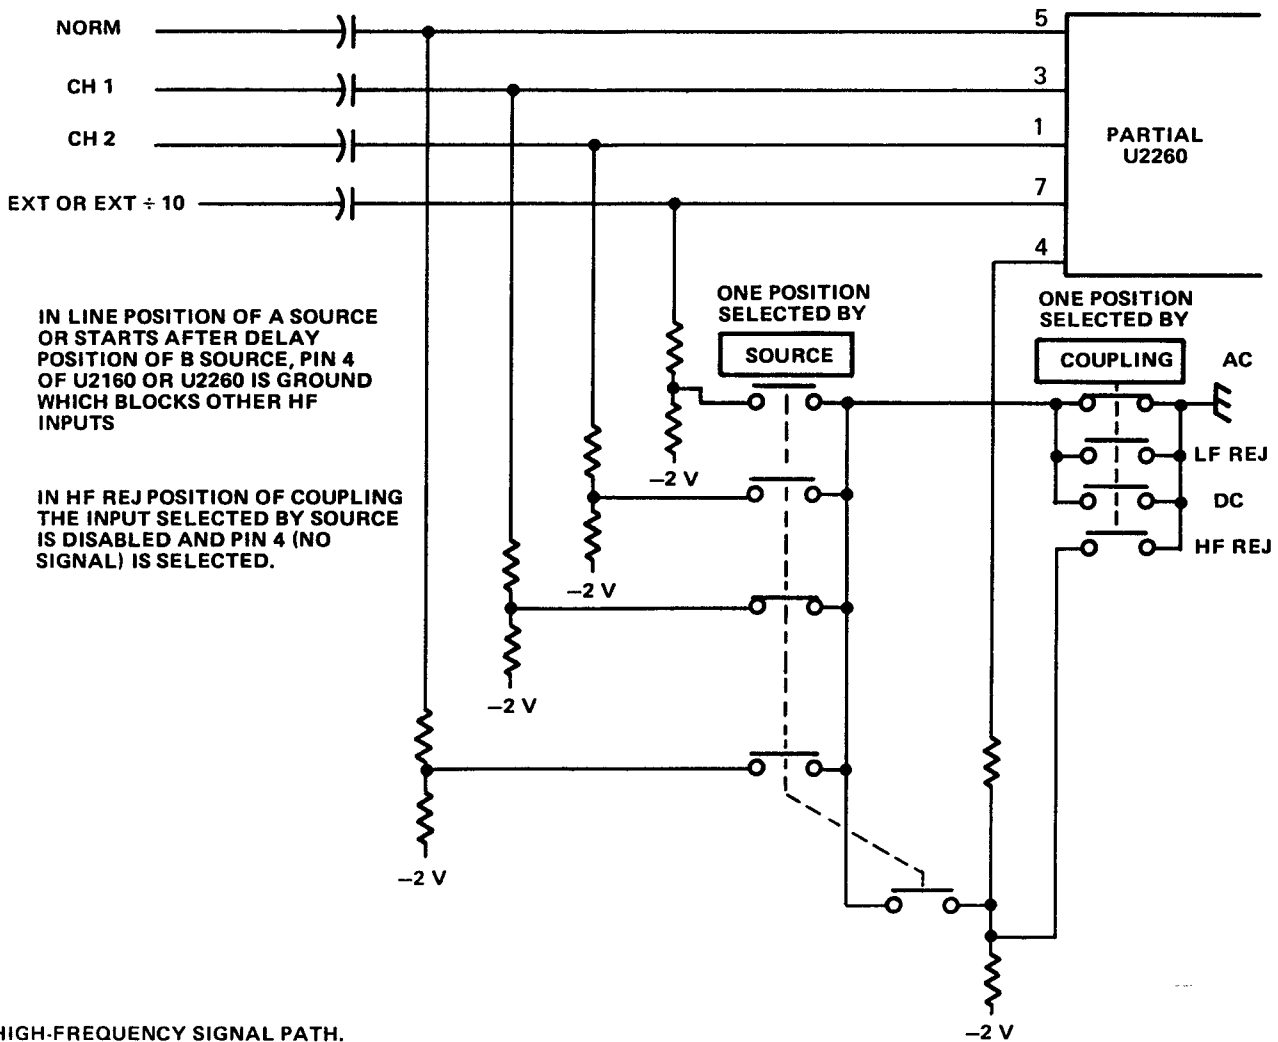 NORM
5
CH 1
3
CH 2
1
PARTIAL
U2260
EXT OR EXT ÷ 10
7
4
ONE POSITION
SELECTED BY
SOURCE
ONE POSITION
SELECTED BY
COUPLING
AC
LF REJ
DC
HF REJ
IN LINE POSITION OF A SOURCE
OR STARTS AFTER DELAY
POSITION OF B SOURCE, PIN 4
OF U2160 OR U2260 IS GROUND
WHICH BLOCKS OTHER HF
INPUTS
IN HF REJ POSITION OF COUPLING
THE INPUT SELECTED BY SOURCE
IS DISABLED AND PIN 4 (NO
SIGNAL) IS SELECTED.
−2 V
−2 V
−2 V
−2 V
−2 V
HIGH-FREQUENCY SIGNAL PATH.